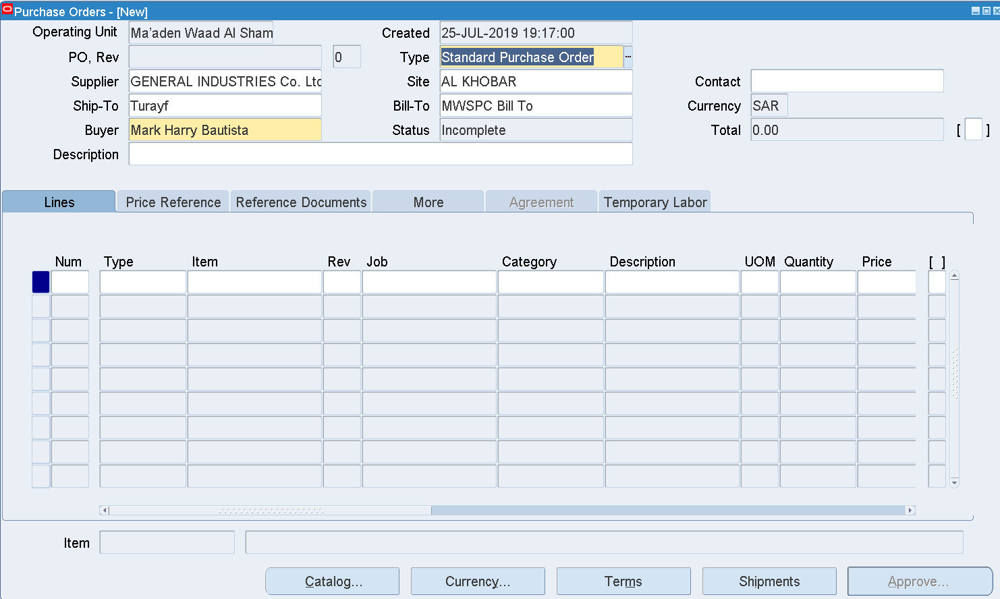 Purchase Orders - [New]
Operating Unit Ma'aden Waad Al Sham Created 25-JUL-2019 19:17:00
PO, Rev 0 Type Standard Purchase Order ...
Supplier GENERAL INDUSTRIES Co. Ltd Site AL KHOBAR Contact
Ship-To Turayf Bill-To MWSPC Bill To Currency SAR
Buyer Mark Harry Bautista Status Incomplete Total 0.00 [ ]
Description
Lines Price Reference Reference Documents More Agreement Temporary Labor
Num Type Item Rev Job Category Description UOM Quantity Price [ ]
Item
Catalog... Currency... Terms Shipments Approve...